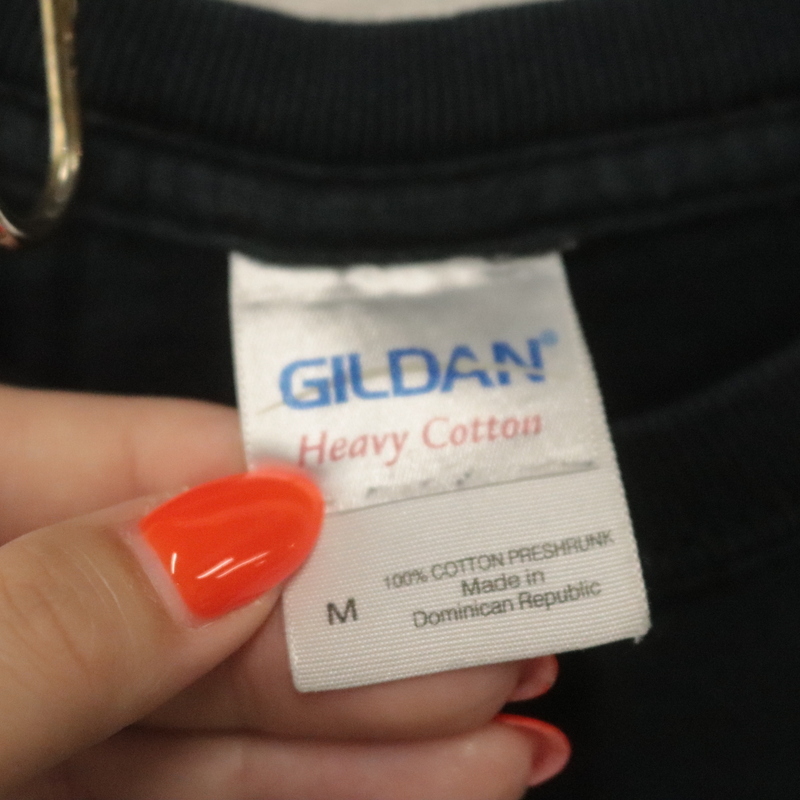 GILDAN®
Heavy Cotton
100% COTTON PRESHRUNK
M
Made in
Dominican Republic